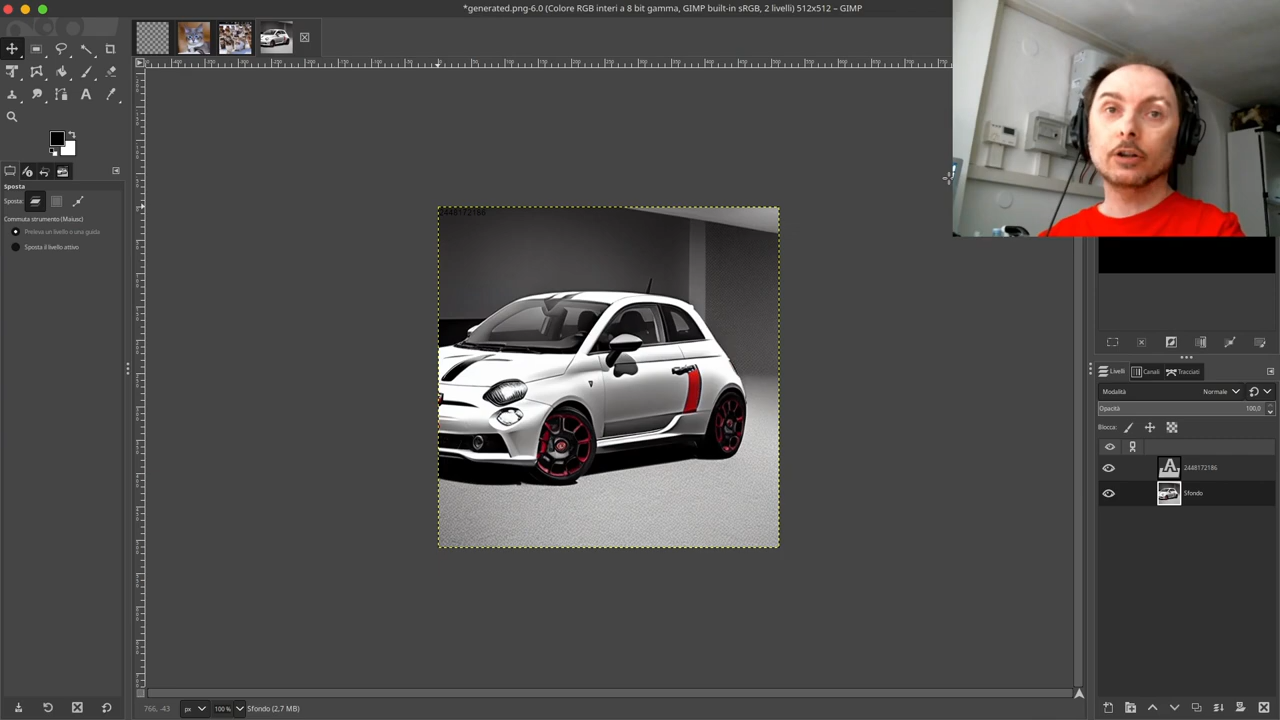 *generated.png-6.0 (Colore RGB interi a 8 bit gamma, GIMP built-in sRGB, 2 livelli) 512x512 – GIMP
Sposta
Sposta:
Commuta strumento (Maiusc)
Preleva un livello o una guida
Sposta il livello attivo
2448172186
Livelli
Canali
Tracciati
Modalità
Normale
Opacità
100,0
Blocca:
2448172186
Sfondo
766, -43
px
100 %
Sfondo (2,7 MB)